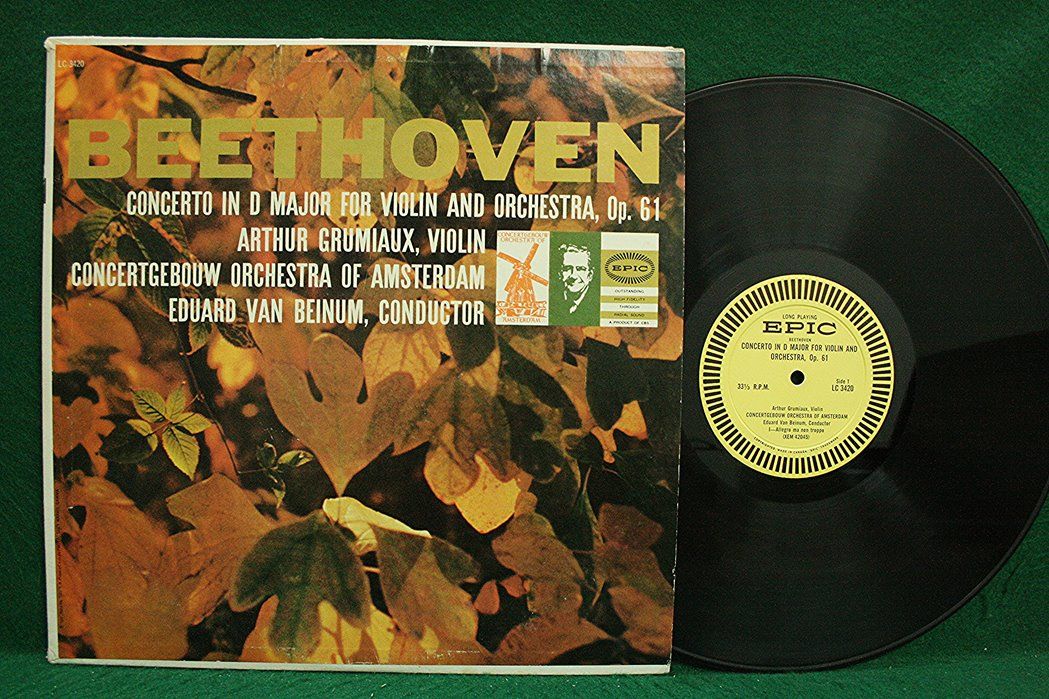 LC 3420
BEETHOVEN
CONCERTO IN D MAJOR FOR VIOLIN AND ORCHESTRA, Op. 61
ARTHUR GRUMIAUX, VIOLIN
CONCERTGEBOUW ORCHESTRA OF AMSTERDAM
EDUARD VAN BEINUM, CONDUCTOR
CONCERTGEBOUW
ORCHESTRA OF
AMSTERDAM
EPIC
OUTSTANDING
HIGH FIDELITY
THROUGH
RADIAL SOUND
A PRODUCT OF CBS
LONG PLAYING
EPIC
BEETHOVEN
CONCERTO IN D MAJOR FOR VIOLIN AND
ORCHESTRA, Op. 61
33⅓ R.P.M.
Side 1
LC 3420
Arthur Grumiaux, Violin
CONCERTGEBOUW ORCHESTRA OF AMSTERDAM
Eduard Van Beinum, Conductor
I—Allegro ma non troppo
(XEM 42045)